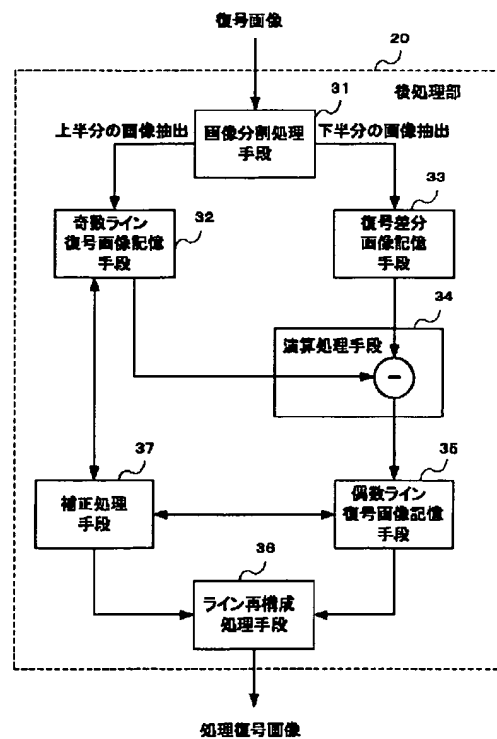 復号画像
20
後処理部
31
上半分の画像抽出
画像分割処理
手段
下半分の画像抽出
奇数ライン
復号画像記憶
手段
32
33
復号差分
画像記憶
手段
34
演算処理手段
−
37
補正処理
手段
35
偶数ライン
復号画像記憶
手段
36
ライン再構成
処理手段
処理復号画像